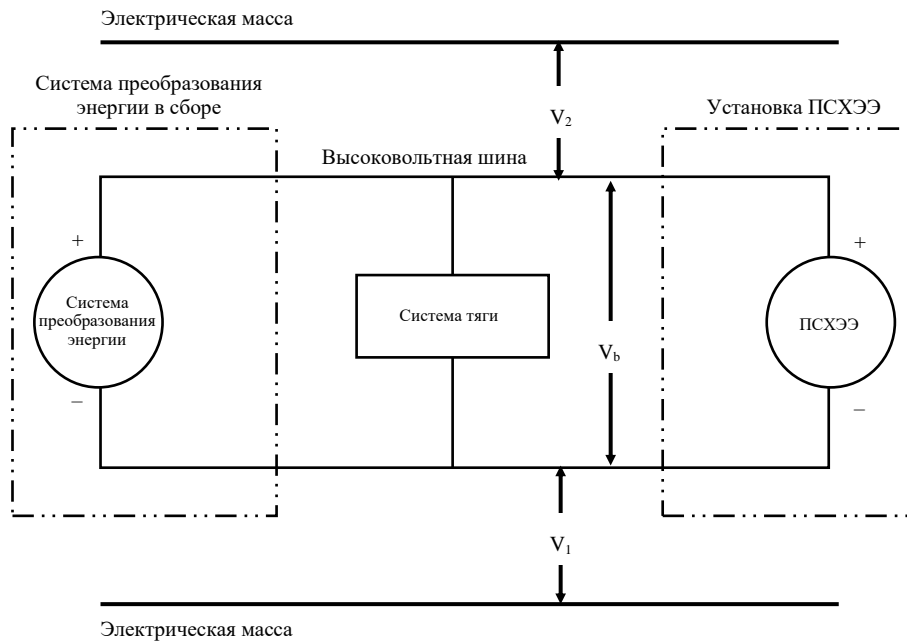 Электрическая масса
Система преобразования
энергии в сборе
V2
Установка ПСХЭЭ
Высоковольтная шина
+
+
Система
преобразования
энергии
Система тяги
Vb
ПСХЭЭ
–
–
V1
Электрическая масса